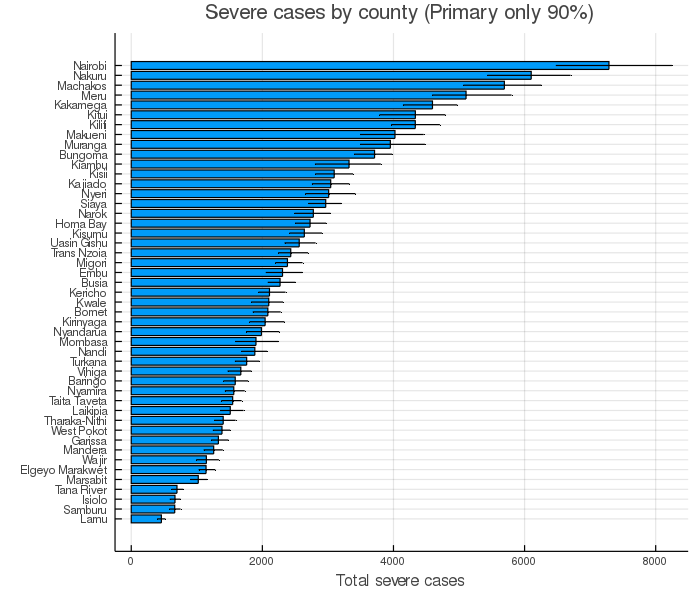 Severe cases by county (Primary only 90%)
Nairobi
Nakuru
Machakos
Meru
Kakamega
Kitui
Kilifi
Makueni
Muranga
Bungoma
Kiambu
Kisii
Kajiado
Nyeri
Siaya
Narok
Homa Bay
Kisumu
Uasin Gishu
Trans Nzoia
Migori
Embu
Busia
Kericho
Kwale
Bomet
Kirinyaga
Nyandarua
Mombasa
Nandi
Turkana
Vihiga
Baringo
Nyamira
Taita Taveta
Laikipia
Tharaka-Nithi
West Pokot
Garissa
Mandera
Wajir
Elgeyo Marakwet
Marsabit
Tana River
Isiolo
Samburu
Lamu
0 2000 4000 6000 8000
Total severe cases